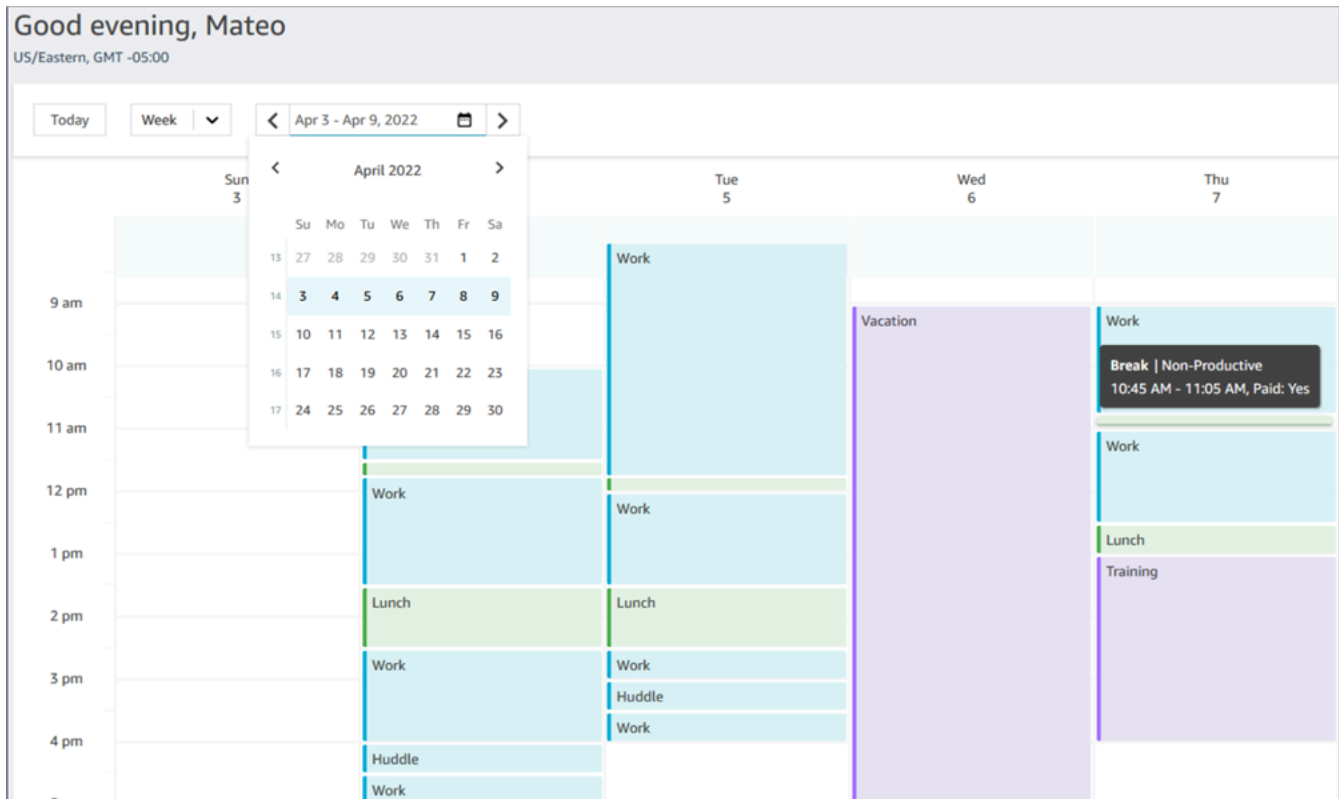 Good evening, Mateo
US/Eastern, GMT -05:00
Today
Week
Apr 3 - Apr 9, 2022
April 2022
Su Mo Tu We Th Fr Sa
13 27 28 29 30 31 1 2
14 3 4 5 6 7 8 9
15 10 11 12 13 14 15 16
16 17 18 19 20 21 22 23
17 24 25 26 27 28 29 30
Sun
3
Tue
5
Wed
6
Thu
7
9 am
10 am
11 am
12 pm
1 pm
2 pm
3 pm
4 pm
Work
Lunch
Work
Huddle
Work
Work
Work
Lunch
Work
Huddle
Work
Vacation
Work
Break | Non-Productive
10:45 AM - 11:05 AM, Paid: Yes
Work
Lunch
Training